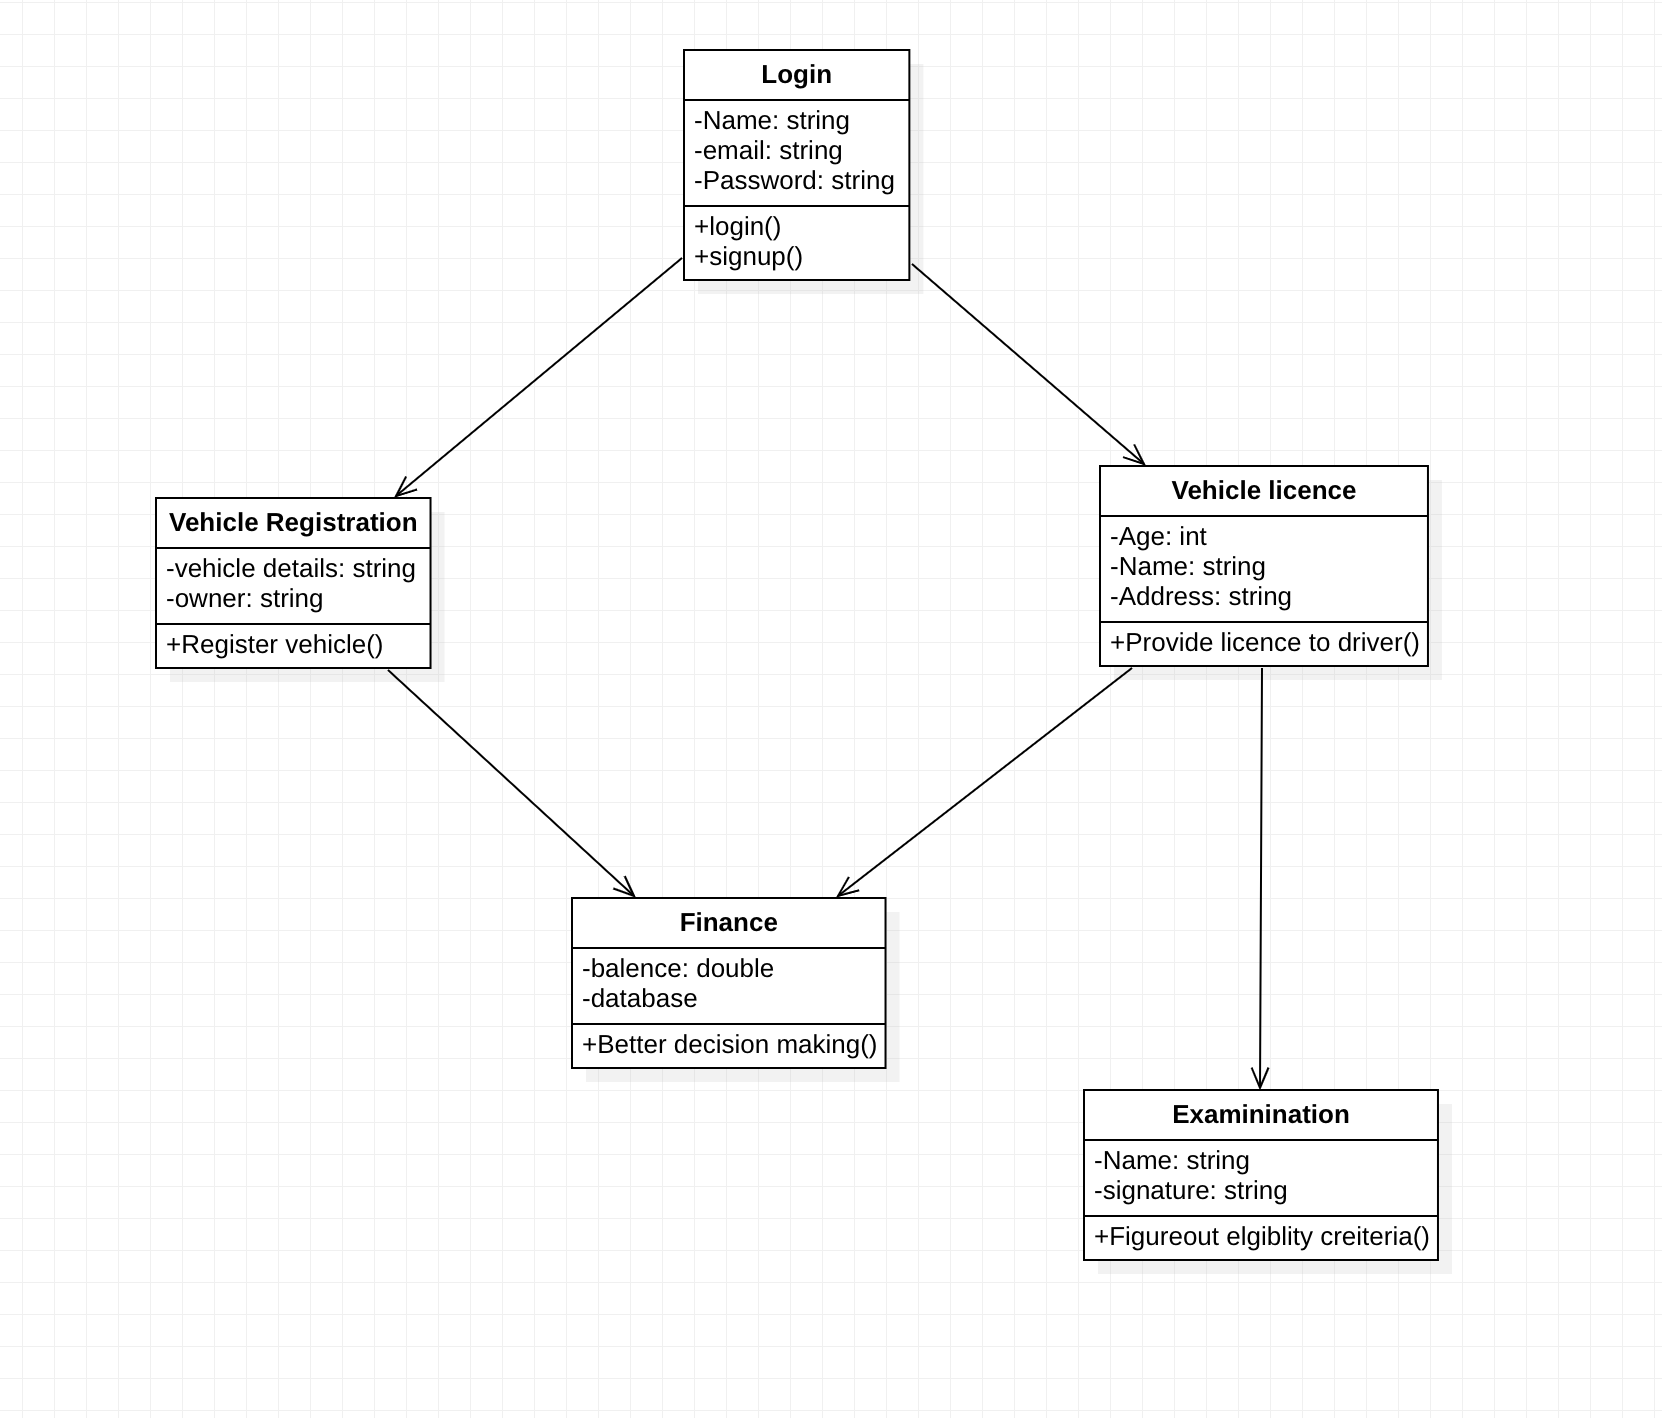 Login
-Name: string
-email: string
-Password: string
+login()
+signup()
Vehicle Registration
-vehicle details: string
-owner: string
+Register vehicle()
Vehicle licence
-Age: int
-Name: string
-Address: string
+Provide licence to driver()
Finance
-balence: double
-database
+Better decision making()
Examinination
-Name: string
-signature: string
+Figureout elgiblity creiteria()